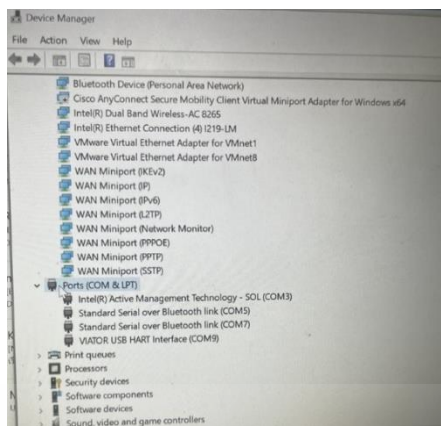 Device Manager
File Action View Help
Bluetooth Device (Personal Area Network)
Cisco AnyConnect Secure Mobility Client Virtual Miniport Adapter for Windows x64
Intel(R) Dual Band Wireless-AC 8265
Intel(R) Ethernet Connection (4) I219-LM
VMware Virtual Ethernet Adapter for VMnet1
VMware Virtual Ethernet Adapter for VMnet8
WAN Miniport (IKEv2)
WAN Miniport (IP)
WAN Miniport (IPv6)
WAN Miniport (L2TP)
WAN Miniport (Network Monitor)
WAN Miniport (PPPOE)
WAN Miniport (PPTP)
WAN Miniport (SSTP)
Ports (COM & LPT)
Intel(R) Active Management Technology - SOL (COM3)
Standard Serial over Bluetooth link (COM5)
Standard Serial over Bluetooth link (COM7)
VIATOR USB HART Interface (COM9)
Print queues
Processors
Security devices
Software components
Software devices
Sound, video and game controllers